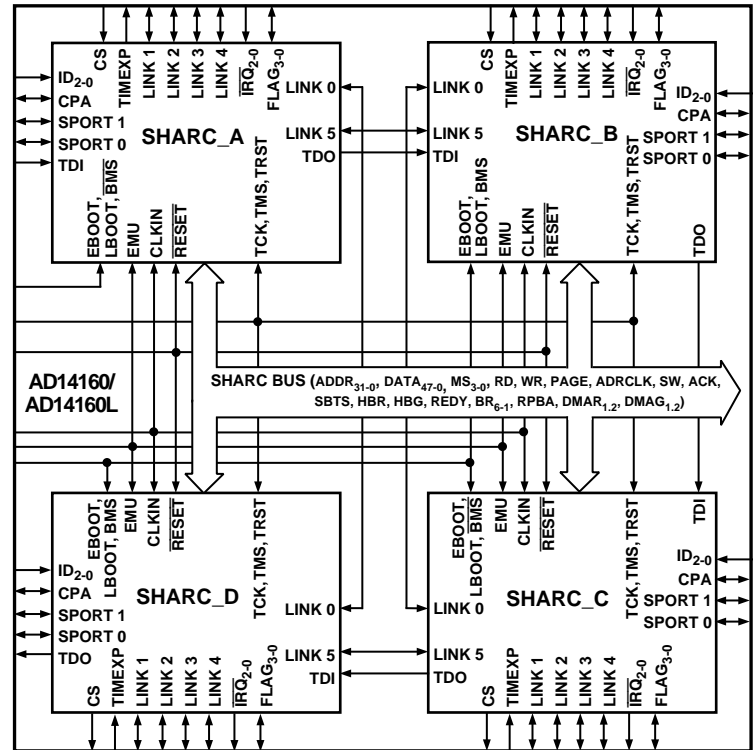 CS
TIMEXP
LINK 1
LINK 2
LINK 3
LINK 4
IRQ2-0
FLAG3-0
ID2-0
CPA
SPORT 1
SPORT 0
TDI
SHARC_A
LINK 0
LINK 5
TDO
EBOOT,
LBOOT, BMS
EMU
CLKIN
RESET
TCK, TMS, TRST
CS
TIMEXP
LINK 1
LINK 2
LINK 3
LINK 4
IRQ2-0
FLAG3-0
LINK 0
LINK 5
TDI
SHARC_B
ID2-0
CPA
SPORT 1
SPORT 0
EBOOT,
LBOOT, BMS
EMU
CLKIN
RESET
TCK, TMS, TRST
TDO
AD14160/
AD14160L
SHARC BUS (ADDR31-0, DATA47-0, MS3-0, RD, WR, PAGE, ADRCLK, SW, ACK,
SBTS, HBR, HBG, REDY, BR6-1, RPBA, DMAR1.2, DMAG1.2)
EBOOT,
LBOOT, BMS
EMU
CLKIN
RESET
TCK, TMS, TRST
ID2-0
CPA
SPORT 1
SPORT 0
TDO
SHARC_D
LINK 0
LINK 5
TDI
CS
TIMEXP
LINK 1
LINK 2
LINK 3
LINK 4
IRQ2-0
FLAG3-0
EBOOT,
LBOOT, BMS
EMU
CLKIN
RESET
TCK, TMS, TRST
TDI
LINK 0
LINK 5
TDO
SHARC_C
ID2-0
CPA
SPORT 1
SPORT 0
CS
TIMEXP
LINK 1
LINK 2
LINK 3
LINK 4
IRQ2-0
FLAG3-0